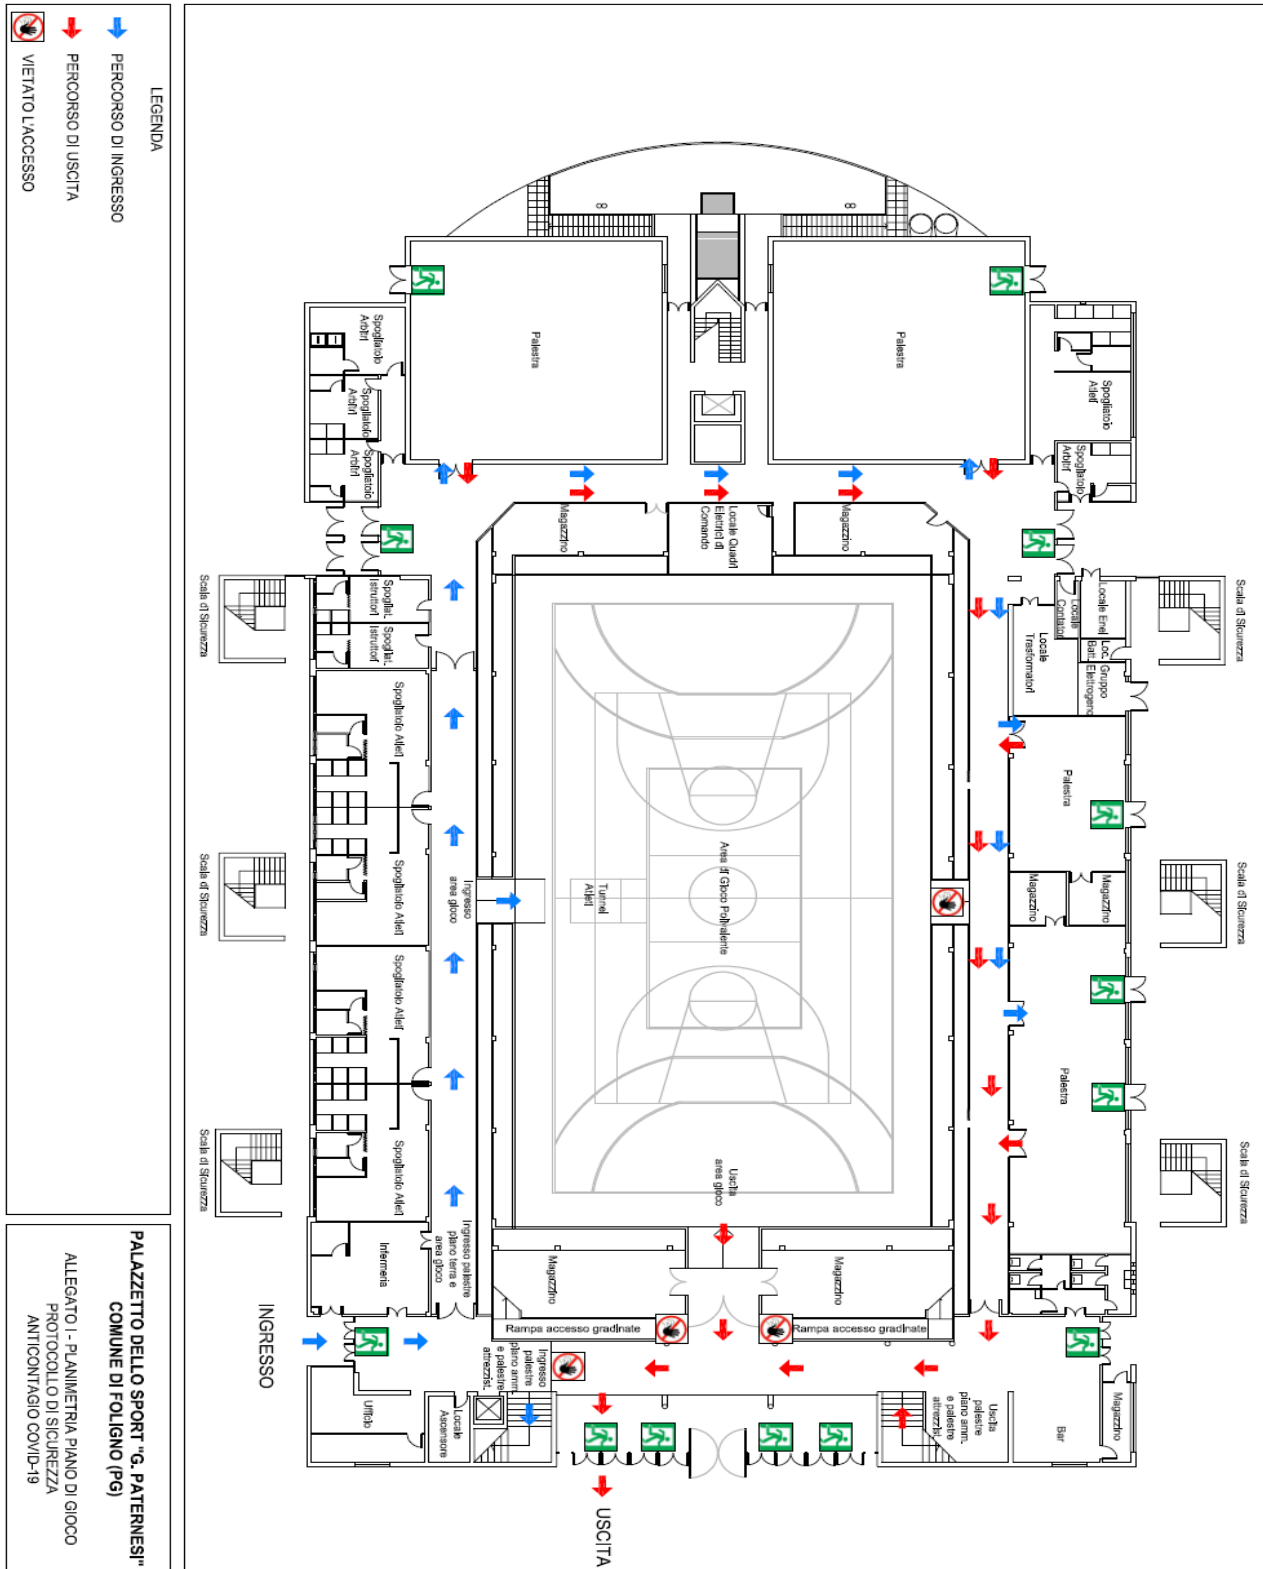 LEGENDA
PERCORSO DI INGRESSO
PERCORSO DI USCITA
VIETATO L'ACCESSO
PALAZZETTO DELLO SPORT "G. PATERNESI"
COMUNE DI FOLIGNO (PG)
ALLEGATO I - PLANIMETRIA PIANO DI GIOCO
PROTOCOLLO DI SICUREZZA
ANTICONTAGIO COVID-19
8
8
Palestra
Palestra
Spogliatoio
Arbitri
Spogliatoio
Arbitri
Spogliatoio
Arbitri
Spogliatoio
Atleti
Spogliatoio
Arbitri
Magazzino
Locale Quadri
Elettrici di
Comando
Magazzino
Scala di Sicurezza
Spogliat.
Istruttori
Spogliat.
Istruttori
Locale Enel
Locale
Contatori
Loc.
Batt.
Gruppo
Elettrogeno
Locale
Trasformatori
Scala di Sicurezza
Spogliatoio Atleti
Palestra
Scala di Sicurezza
Spogliatoio Atleti
Ingresso
area gioco
Tunnel
Atleti
Area di Gioco Polivalente
Magazzino
Magazzino
Scala di Sicurezza
Spogliatoio Atleti
Palestra
Scala di Sicurezza
Spogliatoio Atleti
Uscita
area gioco
Scala di Sicurezza
Infermeria
Ingresso palestre
piano terra e
area gioco
Magazzino
Magazzino
INGRESSO
Rampa accesso gradinate
Rampa accesso gradinate
Ingresso
palestre
piano amm.
e palestre
attrezzist.
Ufficio
Locale
Ascensore
Uscita
palestre
piano amm.
e palestre
attrezzist.
Bar
Magazzino
USCITA